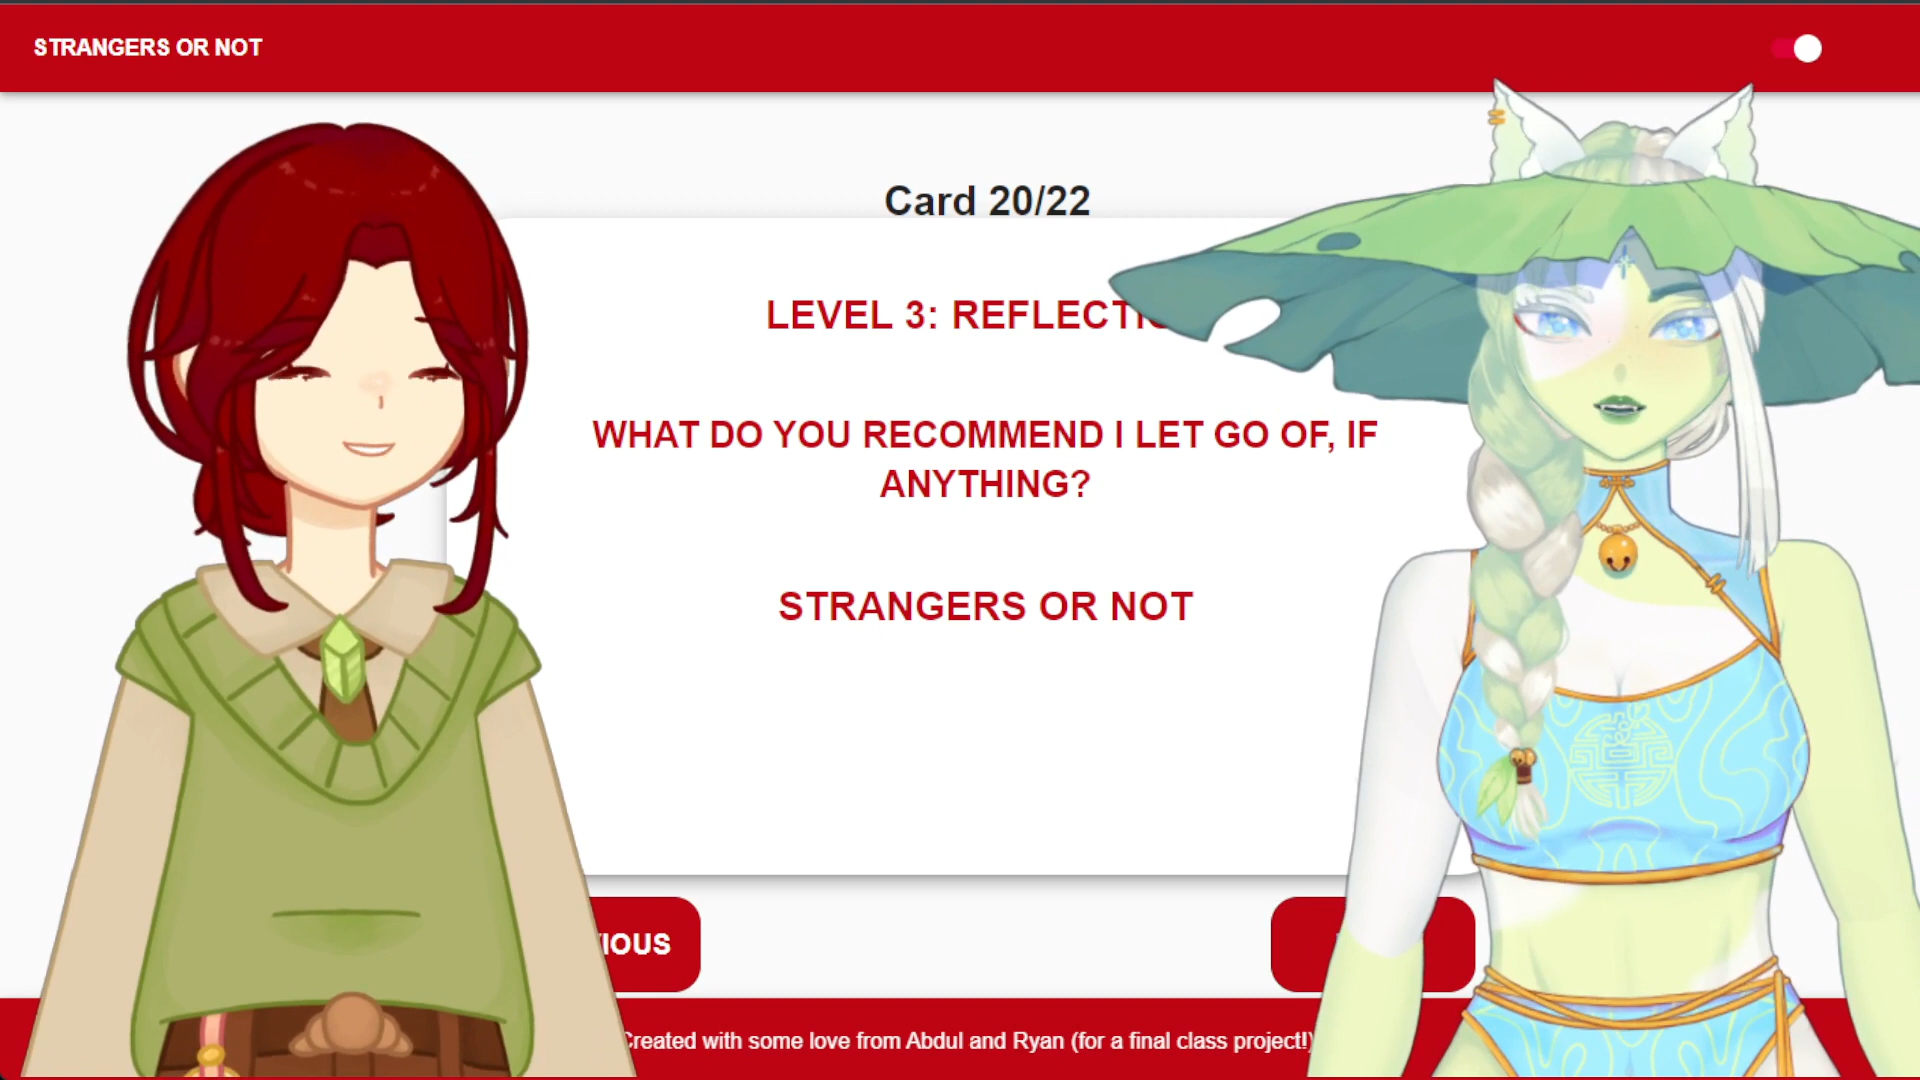 STRANGERS OR NOT
Card 20/22
LEVEL 3: REFLECTIO
WHAT DO YOU RECOMMEND I LET GO OF, IF
ANYTHING?
STRANGERS OR NOT
IOUS
Created with some love from Abdul and Ryan (for a final class project!)